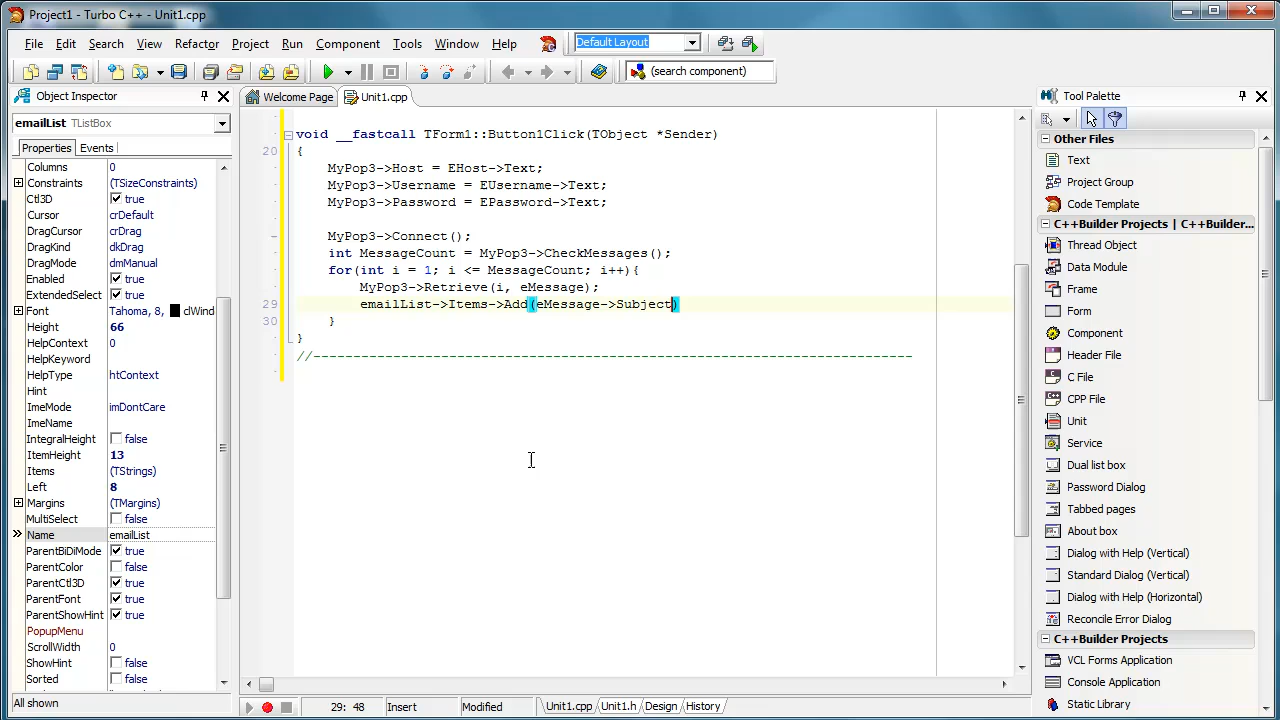 Project1 - Turbo C++ - Unit1.cpp
File Edit Search View Refactor Project Run Component Tools Window Help
Default Layout
(search component)
Object Inspector
Welcome Page
Unit1.cpp
Tool Palette
emailList TListBox
Properties Events
Columns 0
Constraints (TSizeConstraints)
Ctl3D true
Cursor crDefault
DragCursor crDrag
DragKind dkDrag
DragMode dmManual
Enabled true
ExtendedSelect true
Font Tahoma, 8, clWind
Height 66
HelpContext 0
HelpKeyword
HelpType htContext
Hint
ImeMode imDontCare
ImeName
IntegralHeight false
ItemHeight 13
Items (TStrings)
Left 8
Margins (TMargins)
MultiSelect false
Name emailList
ParentBiDiMode true
ParentColor false
ParentCtl3D true
ParentFont true
ParentShowHint true
PopupMenu
ScrollWidth 0
ShowHint false
Sorted false
All shown
void __fastcall TForm1::Button1Click(TObject *Sender)
20 {
MyPop3->Host = EHost->Text;
MyPop3->Username = EUsername->Text;
MyPop3->Password = EPassword->Text;
MyPop3->Connect();
int MessageCount = MyPop3->CheckMessages();
for(int i = 1; i <= MessageCount; i++){
MyPop3->Retrieve(i, eMessage);
29 emailList->Items->Add(eMessage->Subject)
30 }
}
//---------------------------------------------------------------------------
29: 48 Insert Modified Unit1.cpp Unit1.h Design History
Other Files
Text
Project Group
Code Template
C++Builder Projects | C++Builder...
Thread Object
Data Module
Frame
Form
Component
Header File
C File
CPP File
Unit
Service
Dual list box
Password Dialog
Tabbed pages
About box
Dialog with Help (Vertical)
Standard Dialog (Vertical)
Dialog with Help (Horizontal)
Reconcile Error Dialog
C++Builder Projects
VCL Forms Application
Console Application
Static Library